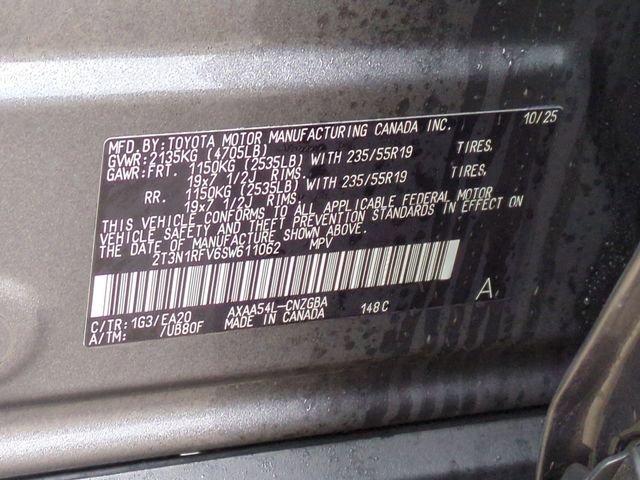 MFD. BY: TOYOTA MOTOR MANUFACTURING CANADA INC. 10/25
GVWR: 2135KG (4705LB)
GAWR: FRT. 1150KG (2535LB) WITH 235/55R19 TIRES,
19x7 1/2J RIMS.
RR. 1150KG (2535LB) WITH 235/55R19 TIRES,
19x7 1/2J RIMS.
THIS VEHICLE CONFORMS TO ALL APPLICABLE FEDERAL MOTOR
VEHICLE SAFETY AND THEFT PREVENTION STANDARDS IN EFFECT ON
THE DATE OF MANUFACTURE SHOWN ABOVE.
2T3N1RFV6SW611062 MPV
C/TR: 1G3/EA20 AXAA54L-CNZGBA 148C A
A/TM: /UB80F MADE IN CANADA